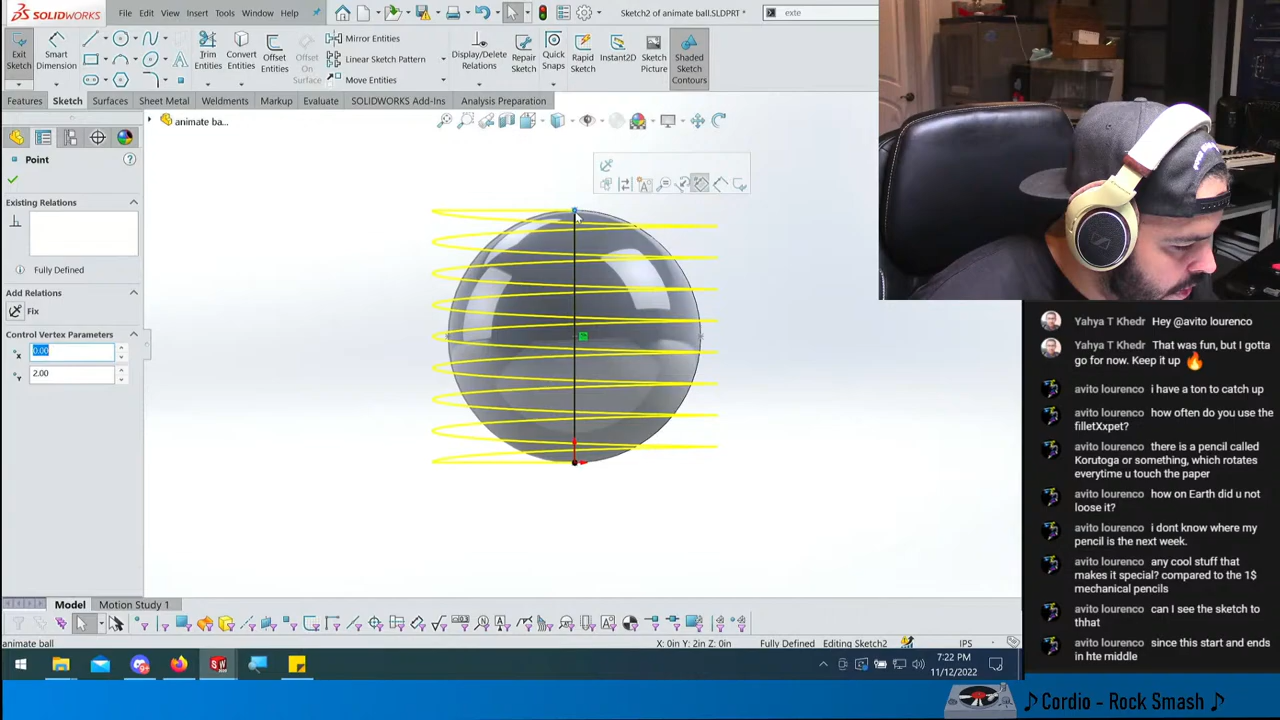 SOLIDWORKS File Edit View Insert Tools Window Help Sketch2 of animate ball.SLDPRT * exte
Exit Sketch Smart Dimension Trim Entities Convert Entities Offset Entities Offset On Surface Mirror Entities Linear Sketch Pattern Move Entities Display/Delete Relations Repair Sketch Quick Snaps Rapid Sketch Instant2D Sketch Picture Shaded Sketch Contours
Features Sketch Surfaces Sheet Metal Weldments Markup Evaluate SOLIDWORKS Add-Ins Analysis Preparation
animate ba...
Point
Existing Relations
Fully Defined
Add Relations
Fix
Control Vertex Parameters
0.00
2.00
Yahya T Khedr Hey @avito lourenco
Yahya T Khedr That was fun, but I gotta
go for now. Keep it up
avito lourenco i have a ton to catch up
avito lourenco how often do you use the
filletXxpet?
avito lourenco there is a pencil called
Korutoga or something, which rotates
everytime u touch the paper
avito lourenco how on Earth did u not
loose it?
avito lourenco i dont know where my
pencil is the next week.
avito lourenco any cool stuff that
makes it special? compared to the 1$
mechanical pencils
avito lourenco can I see the sketch to
thhat
avito lourenco since this start and ends
in hte middle
Model Motion Study 1
animate ball X: 0in Y: 2in Z: 0in Fully Defined Editing Sketch2 IPS
7:22 PM
11/12/2022
♪ Cordio - Rock Smash ♪